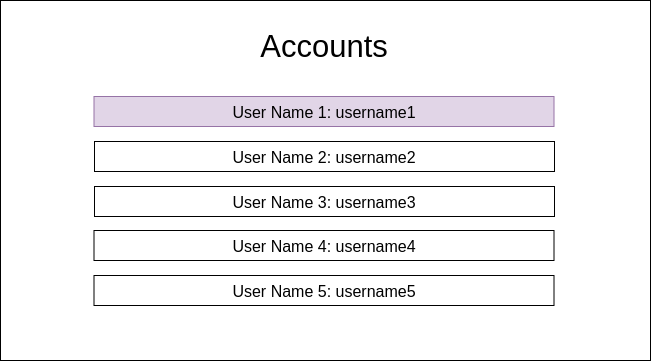 Accounts
User Name 1: username1
User Name 2: username2
User Name 3: username3
User Name 4: username4
User Name 5: username5